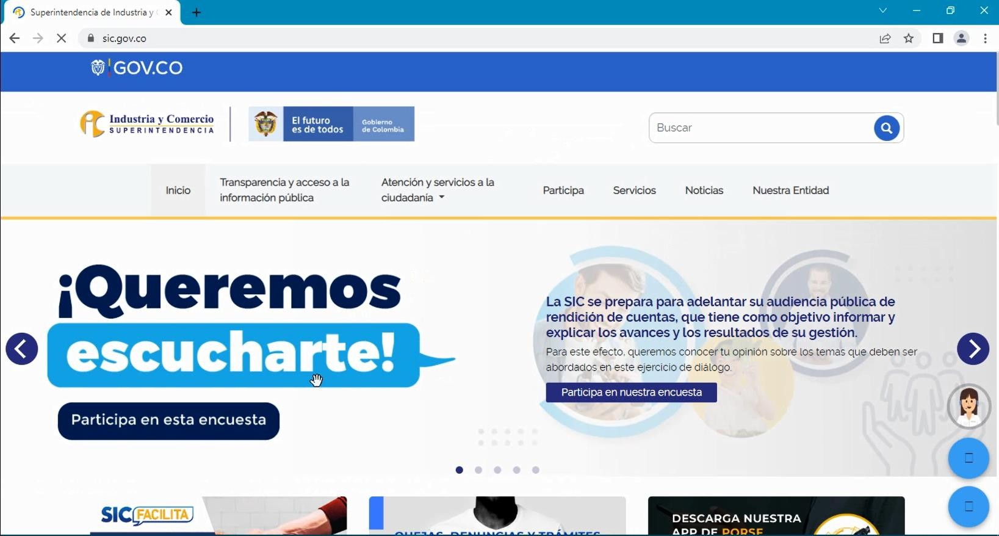 Superintendencia de Industria y
sic.gov.co
GOV.CO
Industria y Comercio
SUPERINTENDENCIA
El futuro
es de todos
Gobierno
de Colombia
Buscar
Inicio
Transparencia y acceso a la
información pública
Atención y servicios a la
ciudadanía
Participa
Servicios
Noticias
Nuestra Entidad
¡Queremos
escucharte!
Participa en esta encuesta
La SIC se prepara para adelantar su audiencia pública de
rendición de cuentas, que tiene como objetivo informar y
explicar los avances y los resultados de su gestión.
Para este efecto, queremos conocer tu opinión sobre los temas que deben ser
abordados en este ejercicio de diálogo.
Participa en nuestra encuesta
SIC FACILITA
QUEJAS, DENUNCIAS Y TRÁMITES
DESCARGA NUESTRA
APP DE PORSE